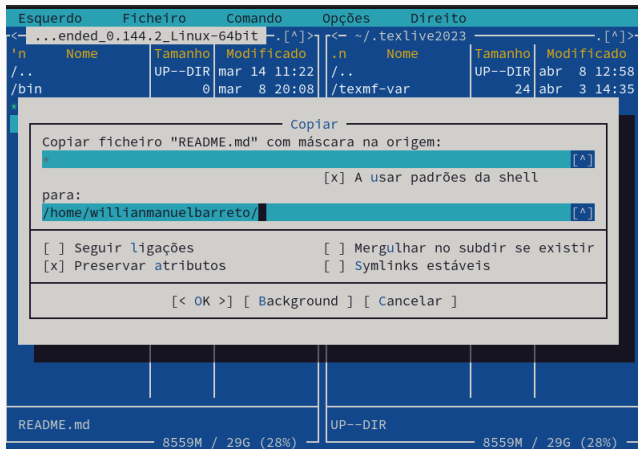 Esquerdo Ficheiro Comando Opções Direito
<─ ...ended_0.144.2_Linux-64bit ─.[^]> <─ ~/.texlive2023 ─.[^]>
'n Nome Tamanho Modificado .n Nome Tamanho Modificado
/.. UP--DIR mar 14 11:22 /.. UP--DIR abr 8 12:58
/bin 0 mar 8 20:08 /texmf-var 24 abr 3 14:35
Copiar
Copiar ficheiro "README.md" com máscara na origem:
* [^]
[x] A usar padrões da shell
para:
/home/willianmanuelbarreto/ [^]
[ ] Seguir ligações [ ] Mergulhar no subdir se existir
[x] Preservar atributos [ ] Symlinks estáveis
[< OK >] [ Background ] [ Cancelar ]
README.md UP--DIR
8559M / 29G (28%) 8559M / 29G (28%)